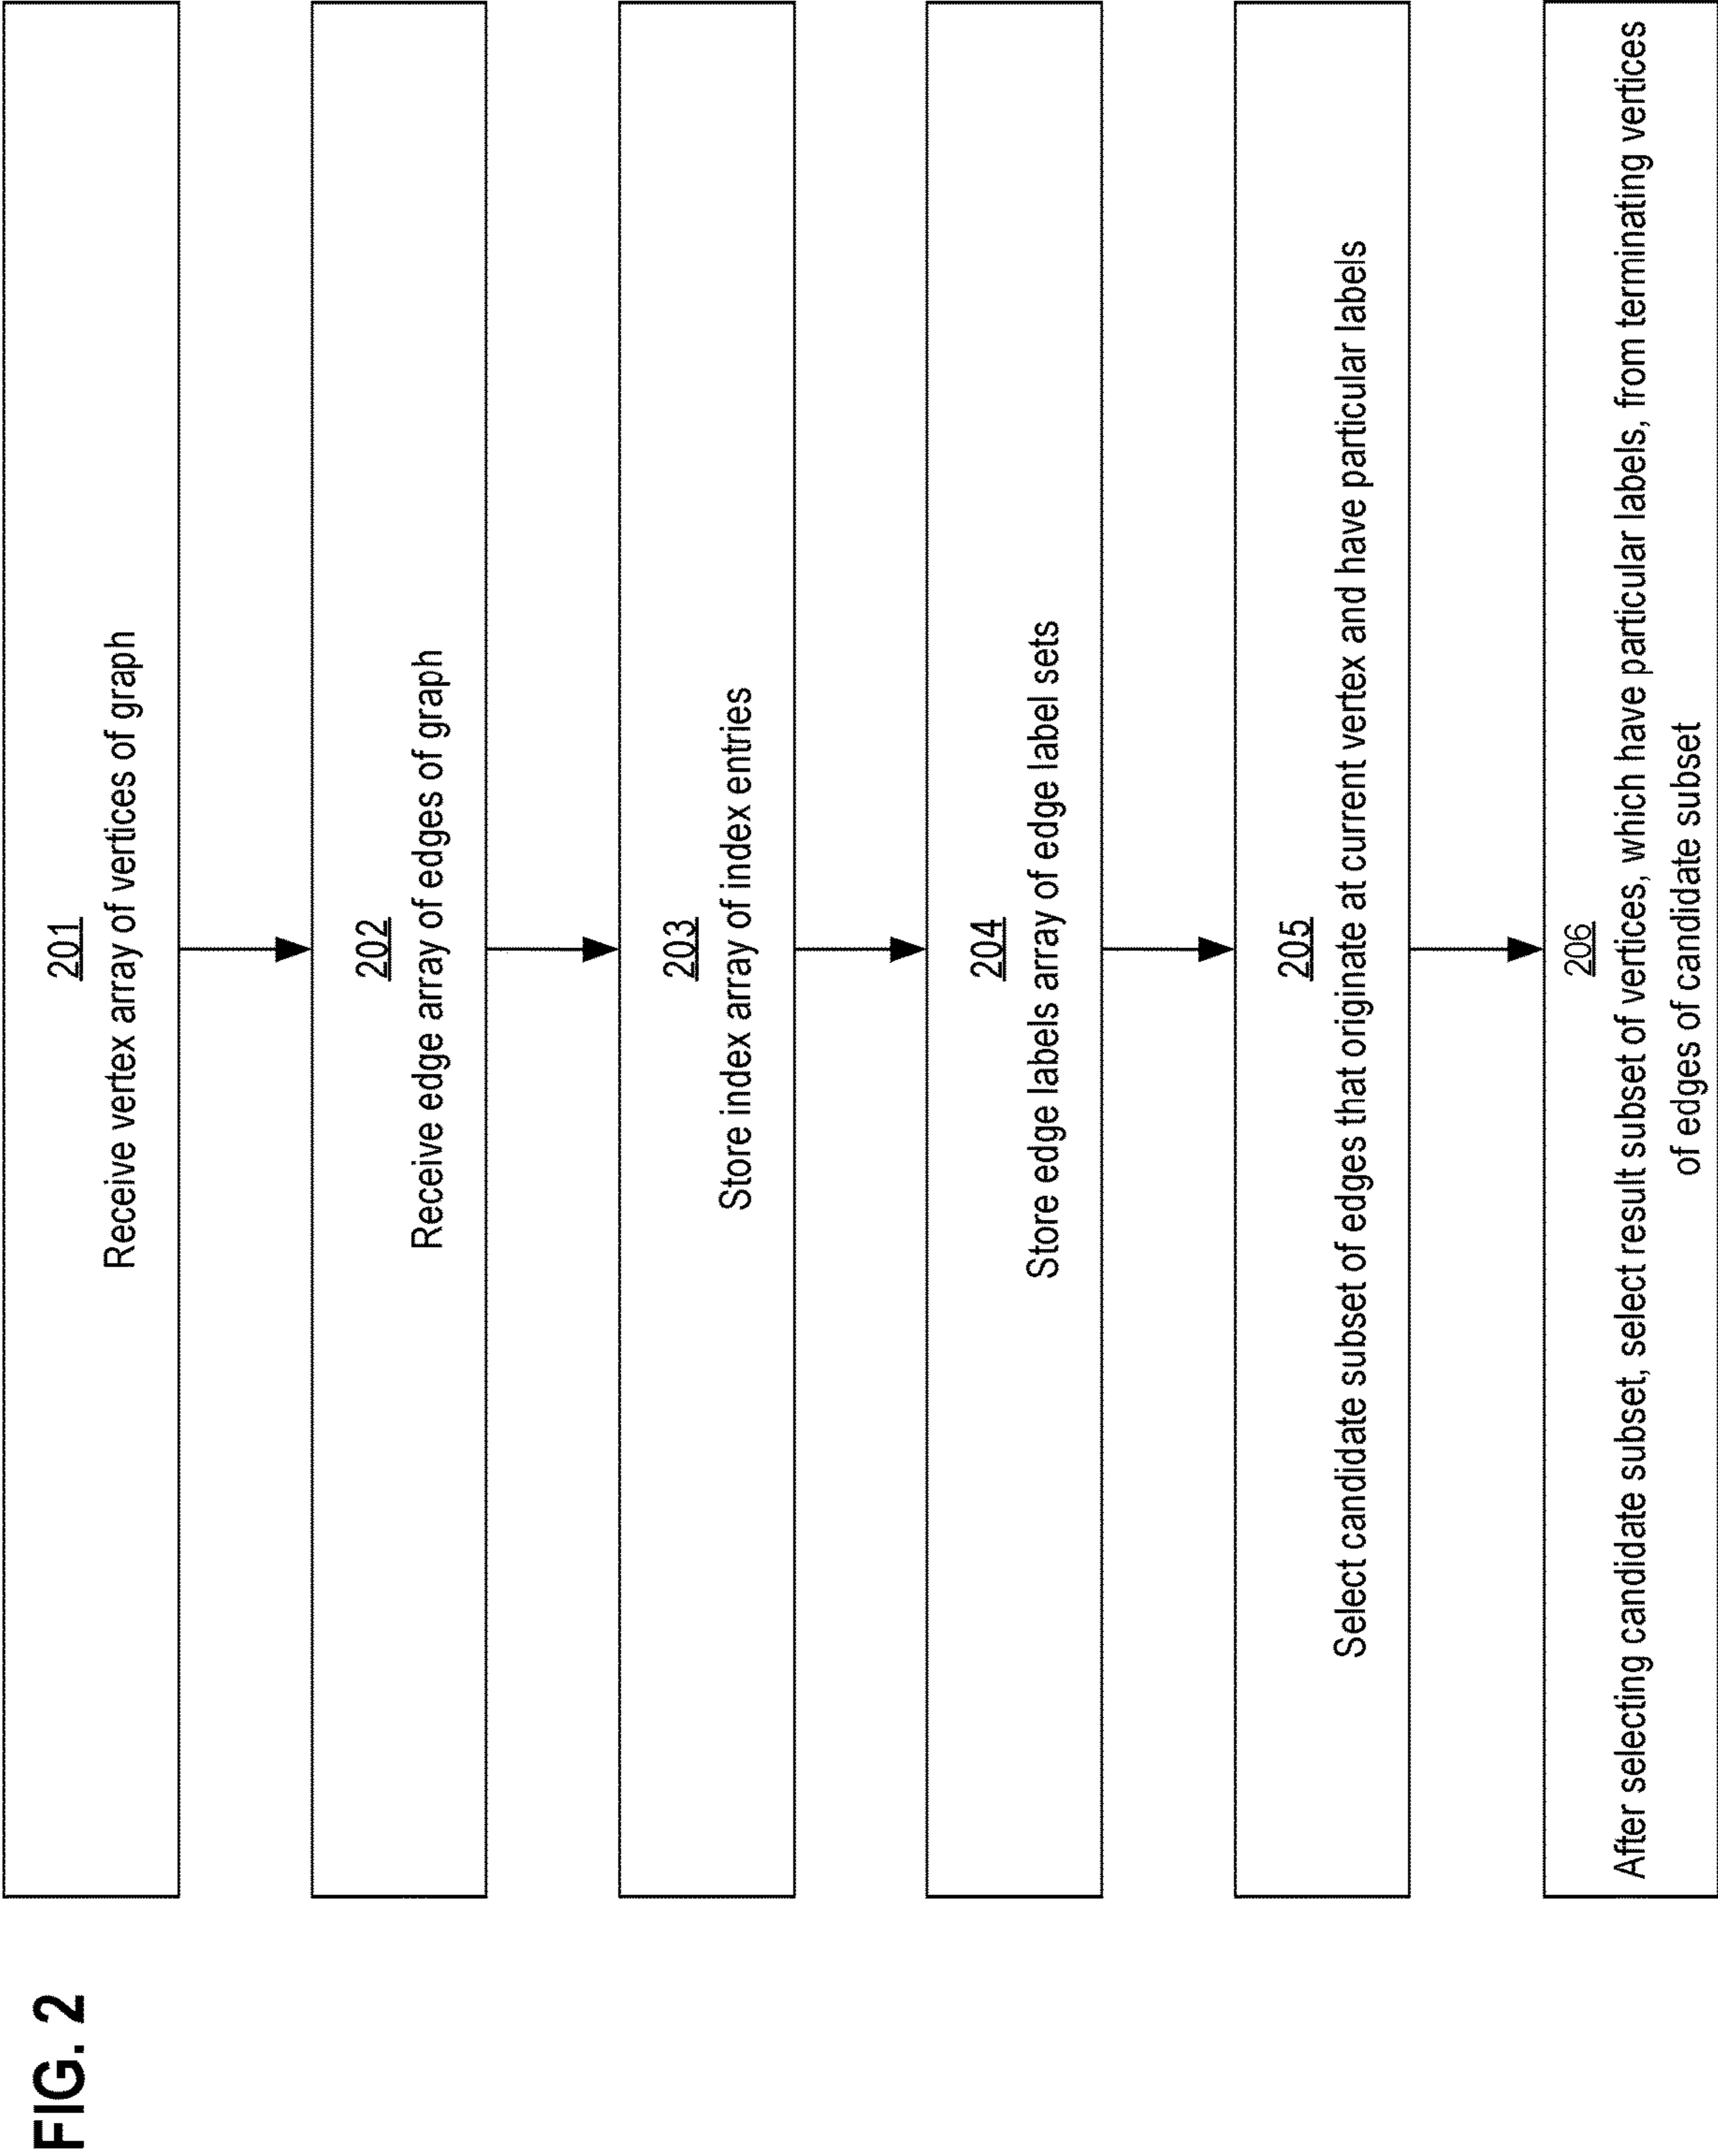 FIG. 2
201
Receive vertex array of vertices of graph
202
Receive edge array of edges of graph
203
Store index array of index entries
204
Store edge labels array of edge label sets
205
Select candidate subset of edges that originate at current vertex and have particular labels
206
After selecting candidate subset, select result subset of vertices, which have particular labels, from terminating vertices
of edges of candidate subset